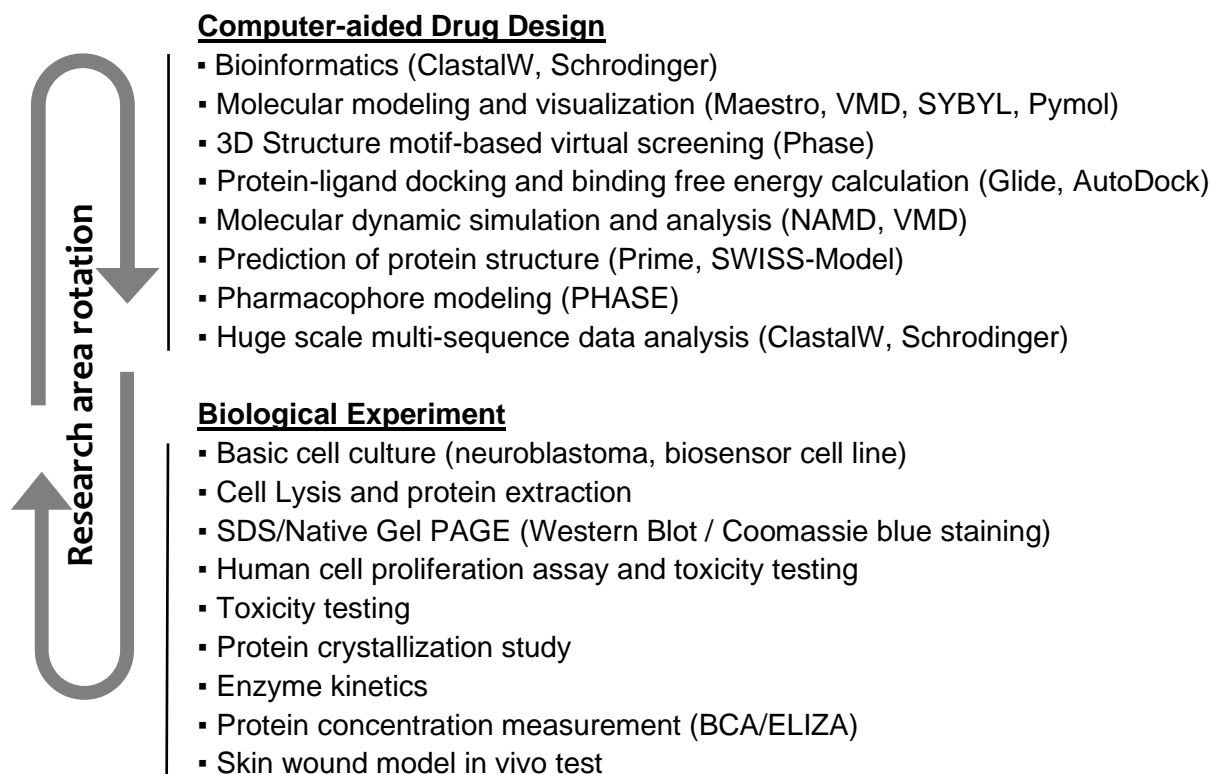 Computer-aided Drug Design
▪ Bioinformatics (ClastalW, Schrodinger)
▪ Molecular modeling and visualization (Maestro, VMD, SYBYL, Pymol)
▪ 3D Structure motif-based virtual screening (Phase)
▪ Protein-ligand docking and binding free energy calculation (Glide, AutoDock)
▪ Molecular dynamic simulation and analysis (NAMD, VMD)
▪ Prediction of protein structure (Prime, SWISS-Model)
▪ Pharmacophore modeling (PHASE)
▪ Huge scale multi-sequence data analysis (ClastalW, Schrodinger)
Research area rotation
Biological Experiment
▪ Basic cell culture (neuroblastoma, biosensor cell line)
▪ Cell Lysis and protein extraction
▪ SDS/Native Gel PAGE (Western Blot / Coomassie blue staining)
▪ Human cell proliferation assay and toxicity testing
▪ Toxicity testing
▪ Protein crystallization study
▪ Enzyme kinetics
▪ Protein concentration measurement (BCA/ELIZA)
▪ Skin wound model in vivo test